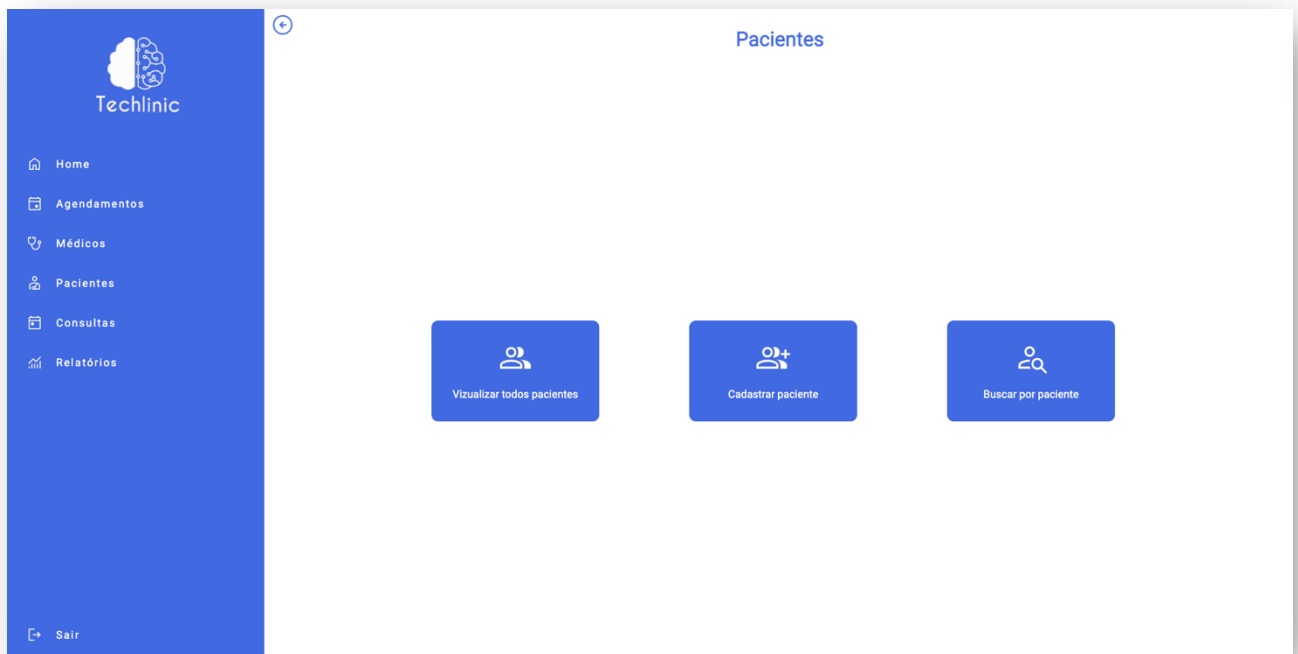 Techlinic
Home
Agendamentos
Médicos
Pacientes
Consultas
Relatórios
Sair
Pacientes
Vizualizar todos pacientes
Cadastrar paciente
Buscar por paciente